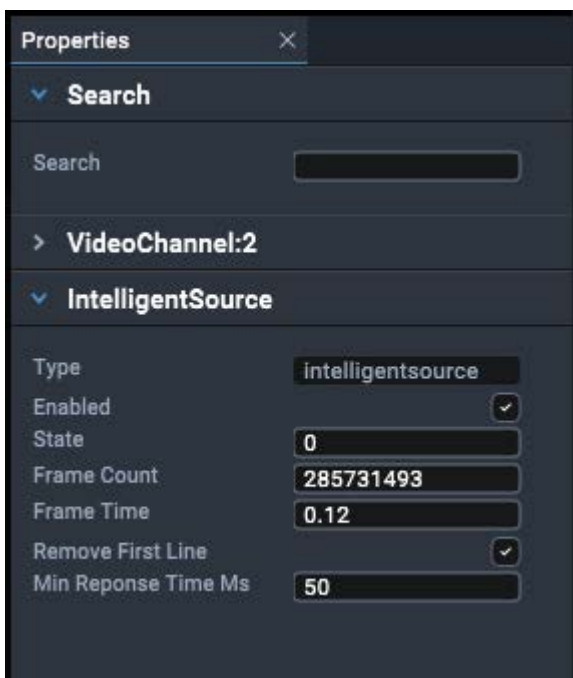 Properties
Search
Search
VideoChannel:2
IntelligentSource
Type intelligentsource
Enabled
State 0
Frame Count 285731493
Frame Time 0.12
Remove First Line
Min Reponse Time Ms 50